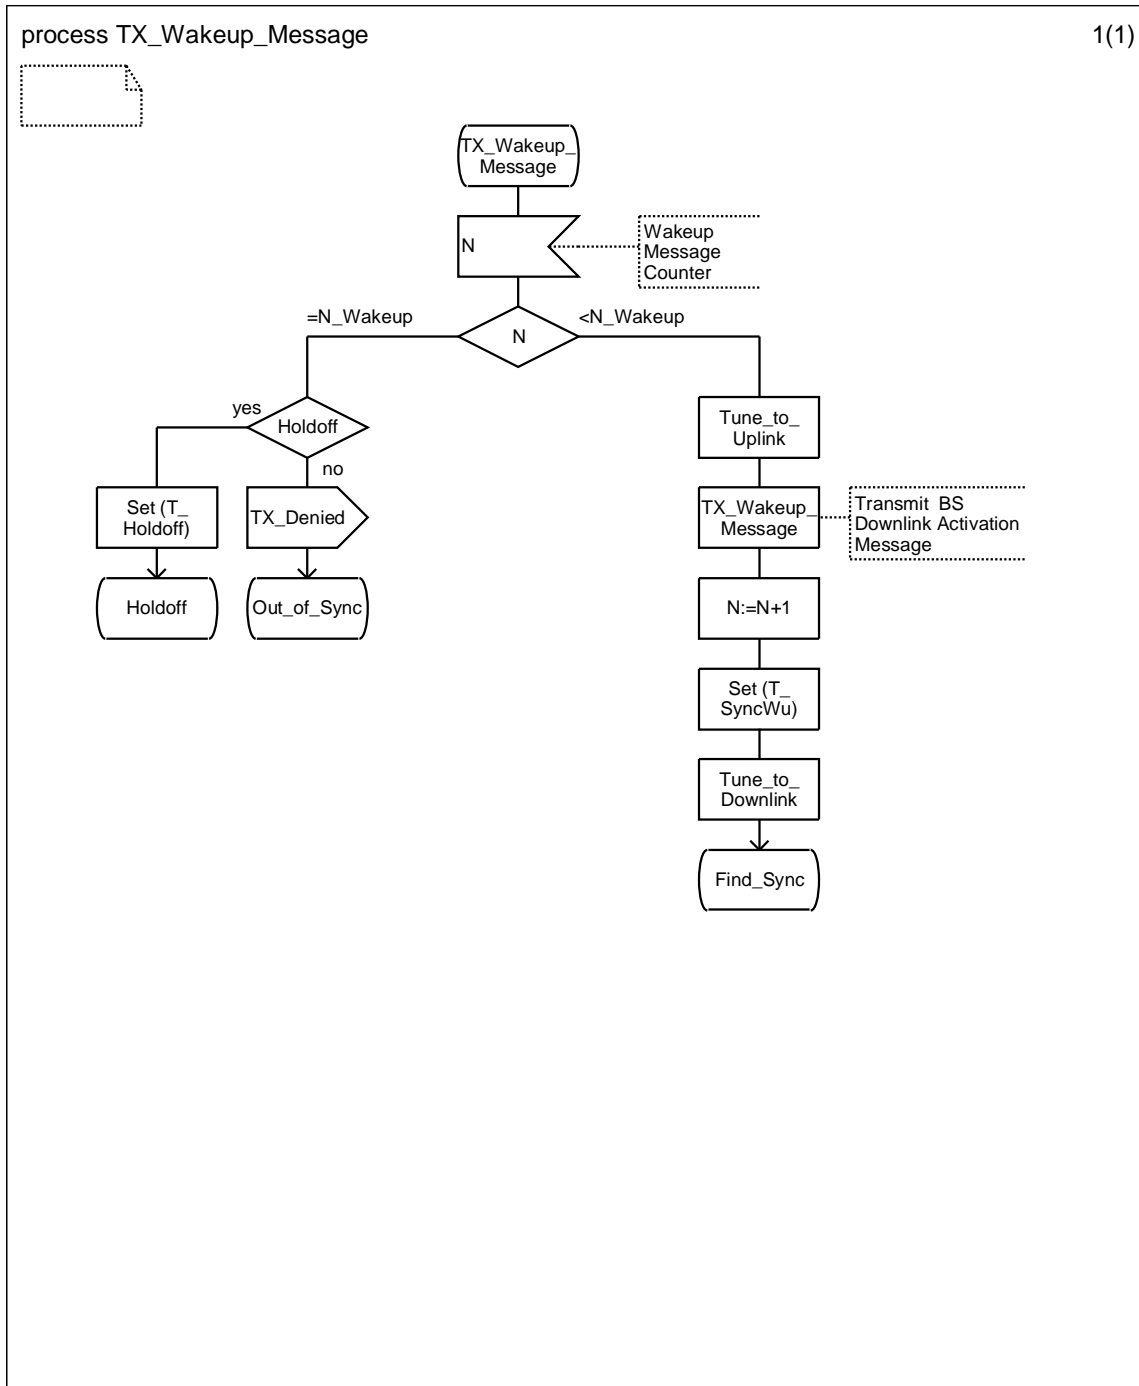 process TX_Wakeup_Message
1(1)
TX_Wakeup_
Message
N
Wakeup
Message
Counter
=N_Wakeup
N
<N_Wakeup
yes
Holdoff
no
Tune_to_
Uplink
Set (T_
Holdoff)
TX_Denied
TX_Wakeup_
Message
Transmit BS
Downlink Activation
Message
Holdoff
Out_of_Sync
N:=N+1
Set (T_
SyncWu)
Tune_to_
Downlink
Find_Sync